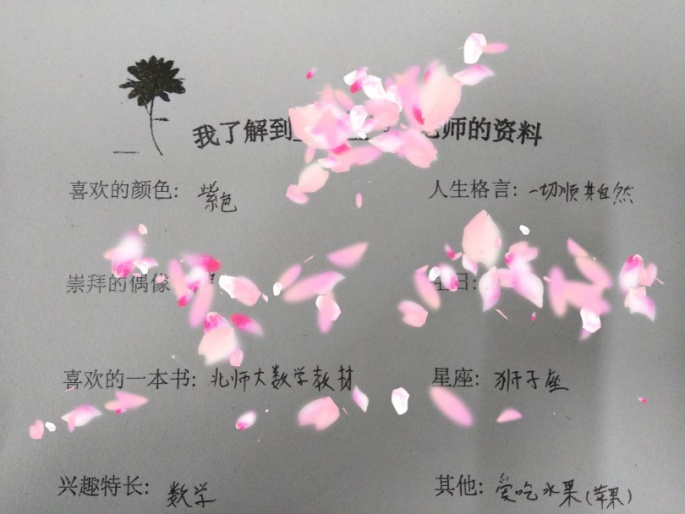 我了解到 师的资料
喜欢的颜色: 紫色 人生格言: 一切顺其自然
崇拜的偶像 日:
喜欢的一本书: 北师大数学教材 星座: 狮子座
兴趣特长: 数学 其他: 爱吃水果(苹果)